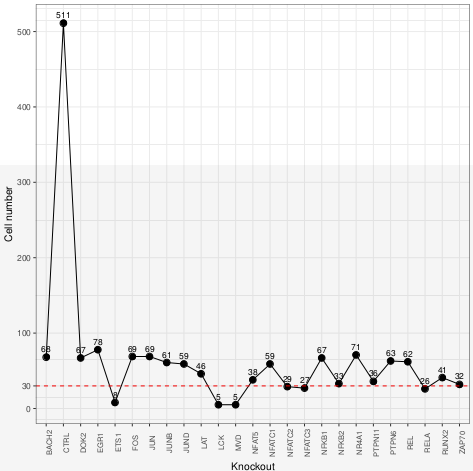 511
500
400
Cell number
100
68
67
78
8
69
69
61
59
46
5
5
38
59
29
27
67
33
71
36
63
62
26
41
32
30
0
BACH2
CTRL
DOK2
EGR1
ETS1
FOS
JUN
JUNB
JUND
LAT
LCK
MVD
NFAT5
NFATC1
NFATC2
NFATC3
NFKB1
NFKB2
NR4A1
PTPN11
PTPN6
REL
RELA
RUNX2
ZAP70
Knockout